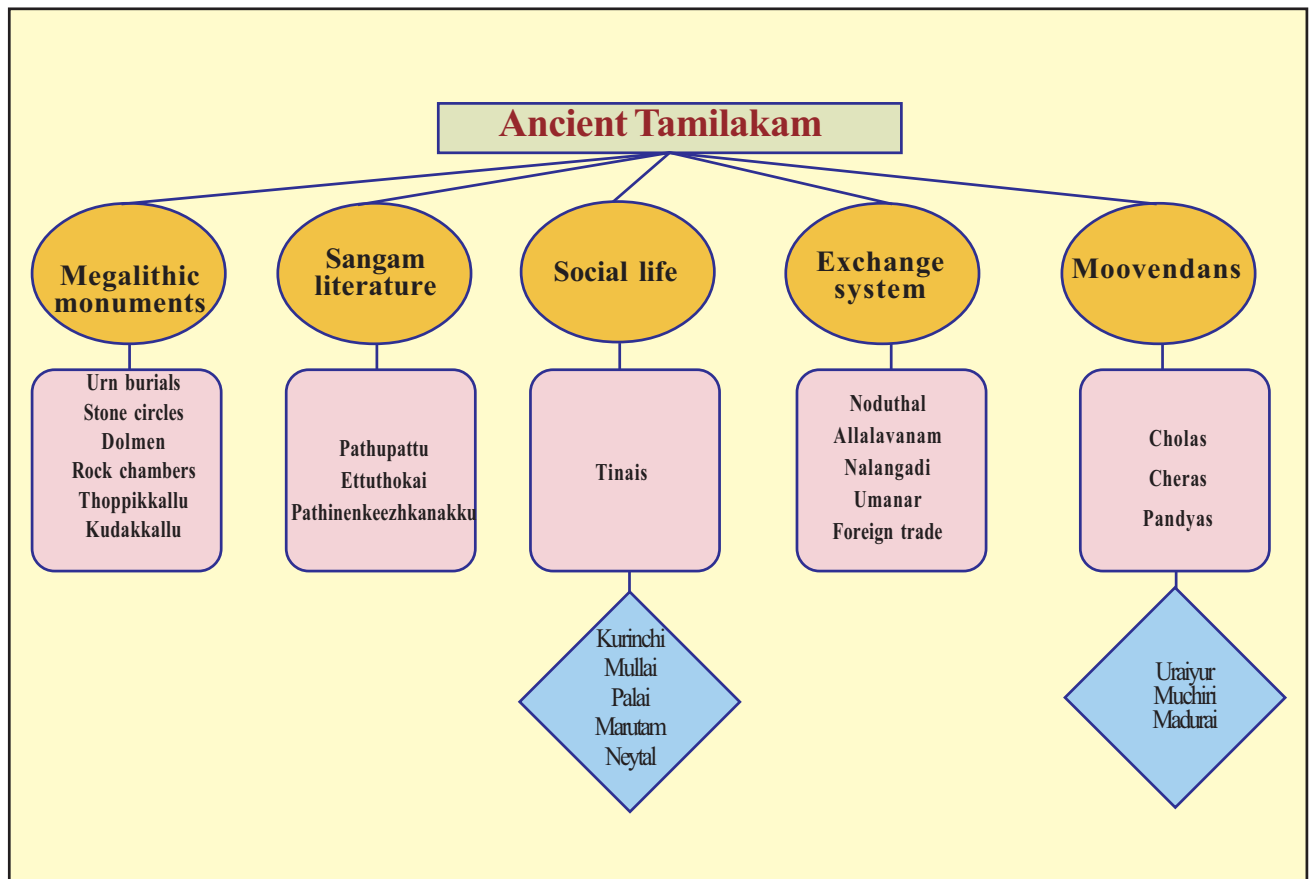 Ancient Tamilakam
Megalithic
monuments
Urn burials
Stone circles
Dolmen
Rock chambers
Thoppikkallu
Kudakkallu
Sangam
literature
Pathupattu
Ettuthokai
Pathinenkeezhkanakku
Social life
Tinais
Kurinchi
Mullai
Palai
Marutam
Neytal
Exchange
system
Noduthal
Allalavanam
Nalangadi
Umanar
Foreign trade
Moovendans
Cholas
Cheras
Pandyas
Uraiyur
Muchiri
Madurai